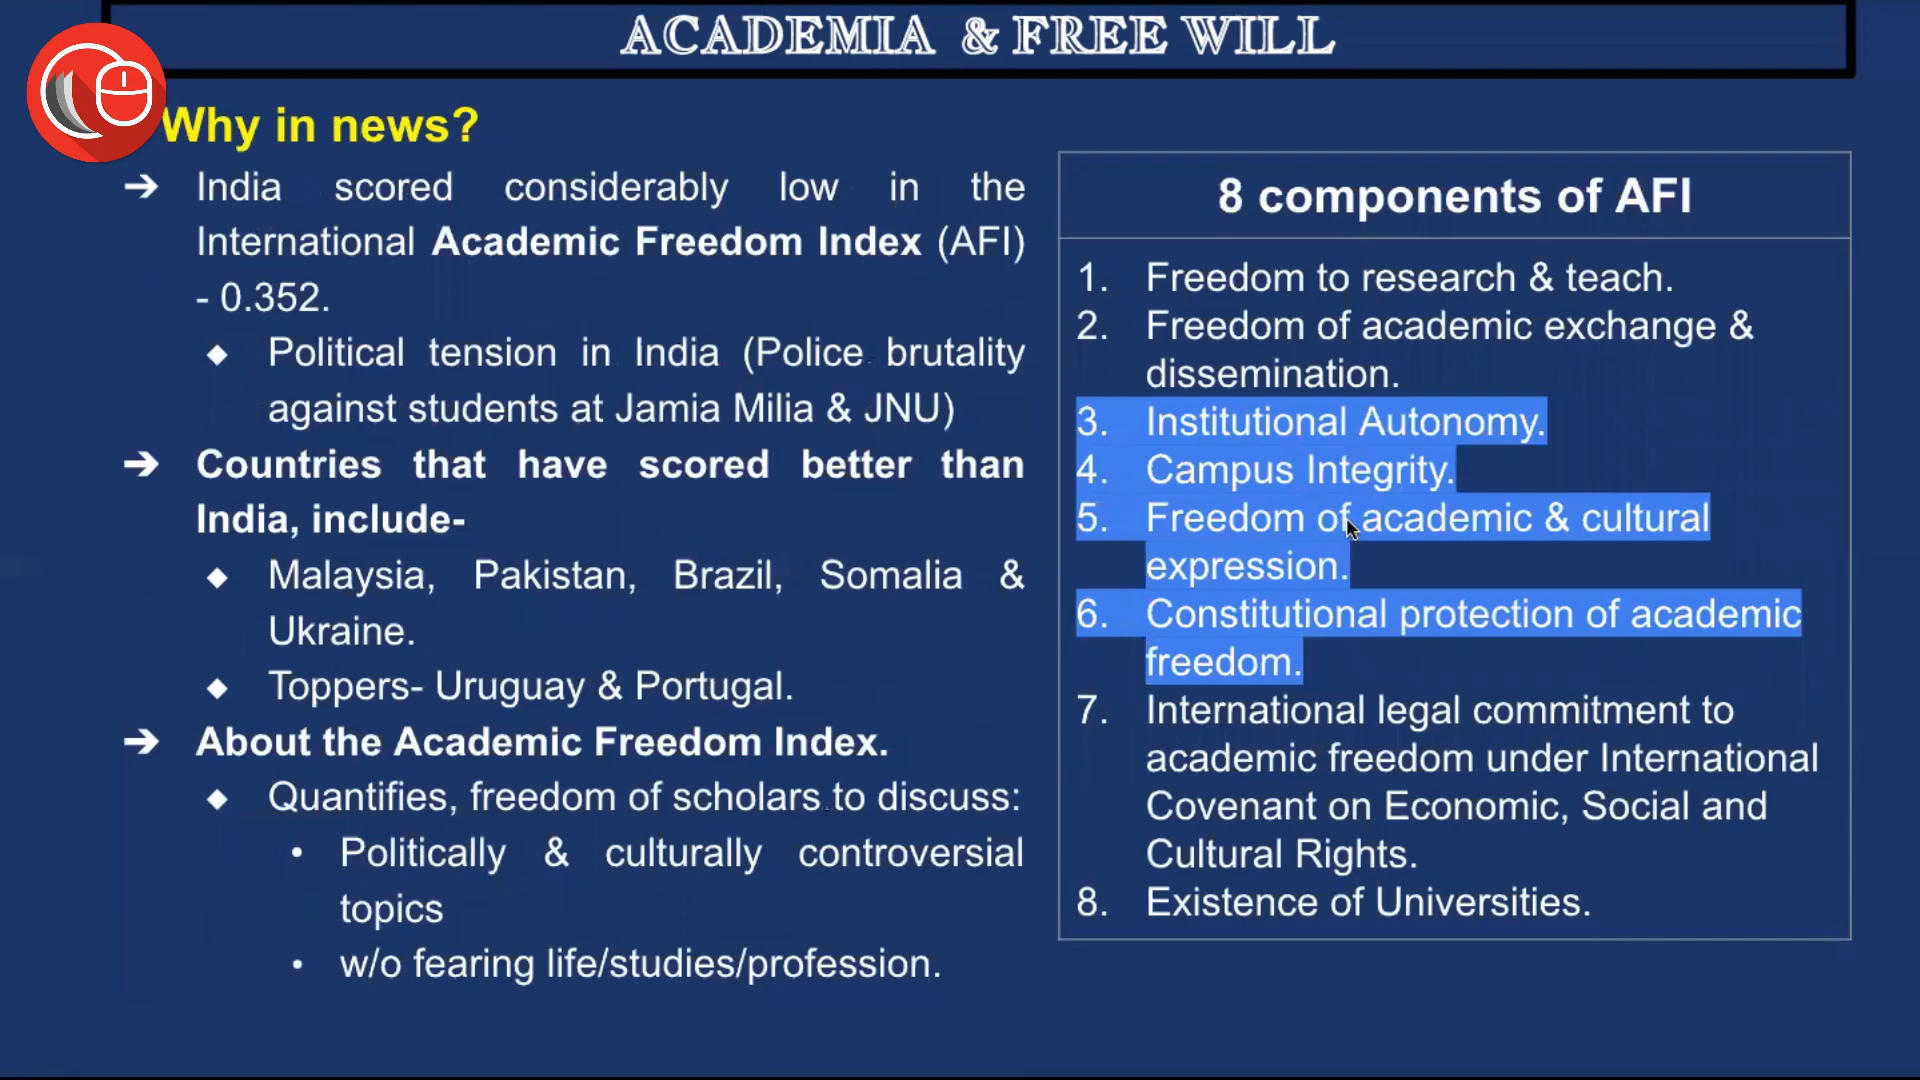 ACADEMIA & FREE WILL
Why in news?
➔ India scored considerably low in the
International Academic Freedom Index (AFI)
- 0.352.
◆ Political tension in India (Police brutality
against students at Jamia Milia & JNU)
➔ Countries that have scored better than
India, include-
◆ Malaysia, Pakistan, Brazil, Somalia &
Ukraine.
◆ Toppers- Uruguay & Portugal.
➔ About the Academic Freedom Index.
◆ Quantifies, freedom of scholars to discuss:
• Politically & culturally controversial
topics
• w/o fearing life/studies/profession.
8 components of AFI
1. Freedom to research & teach.
2. Freedom of academic exchange &
dissemination.
3. Institutional Autonomy.
4. Campus Integrity.
5. Freedom of academic & cultural
expression.
6. Constitutional protection of academic
freedom.
7. International legal commitment to
academic freedom under International
Covenant on Economic, Social and
Cultural Rights.
8. Existence of Universities.